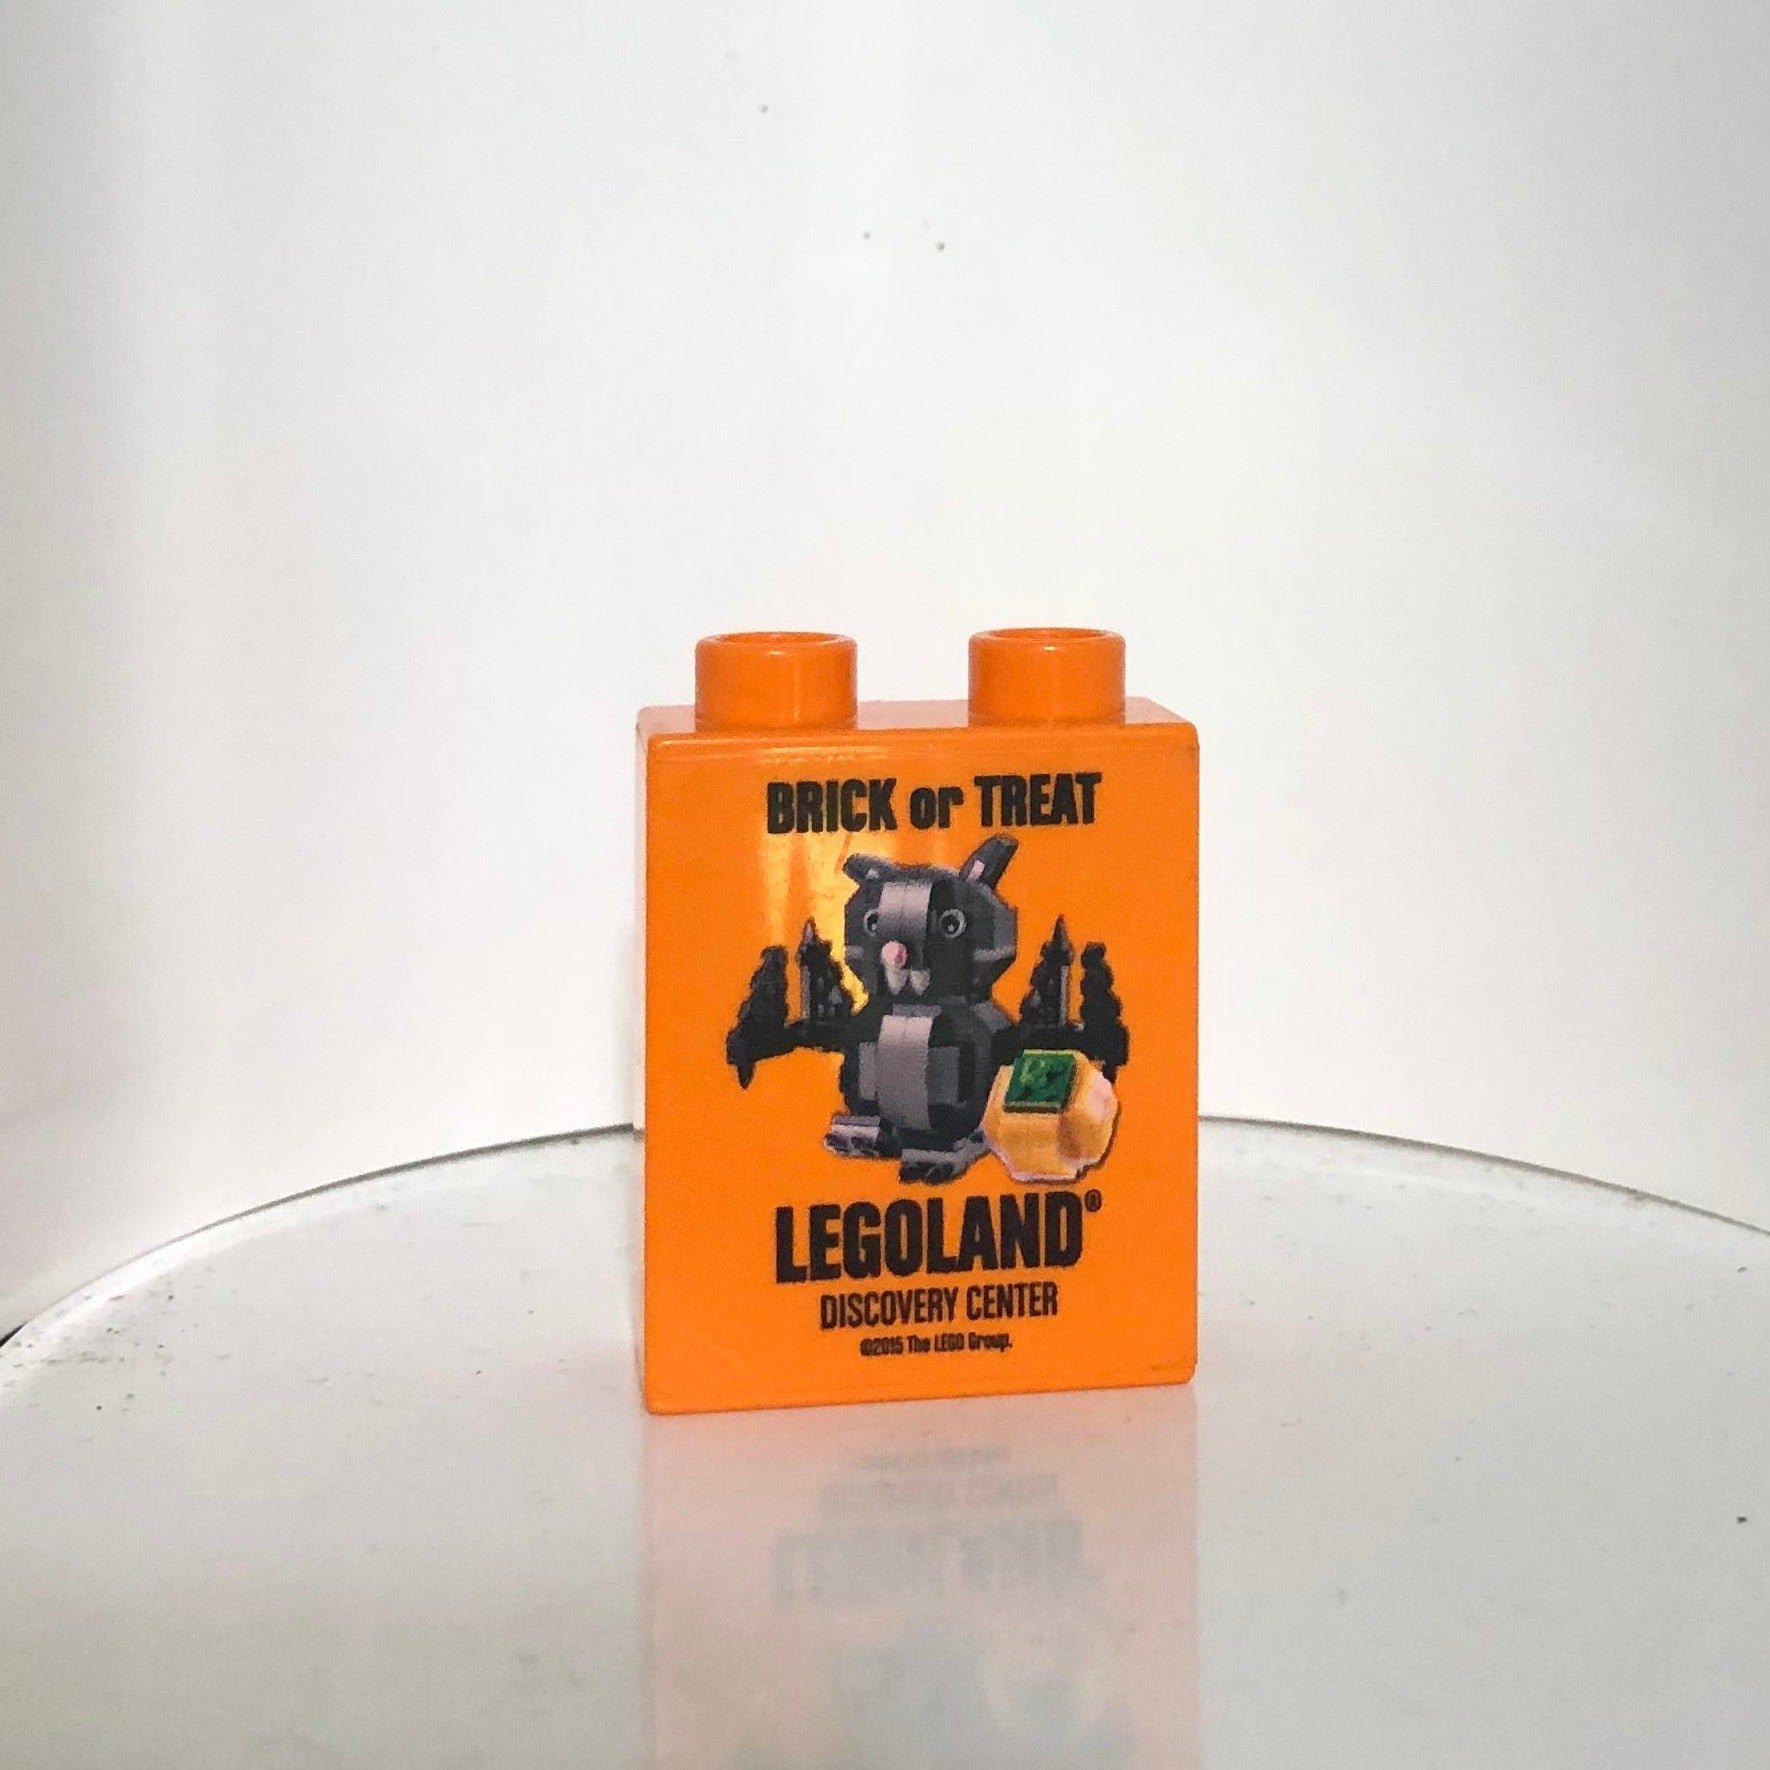 BRICK or TREAT
LEGOLAND®
DISCOVERY CENTER
©2015 The LEGO Group.